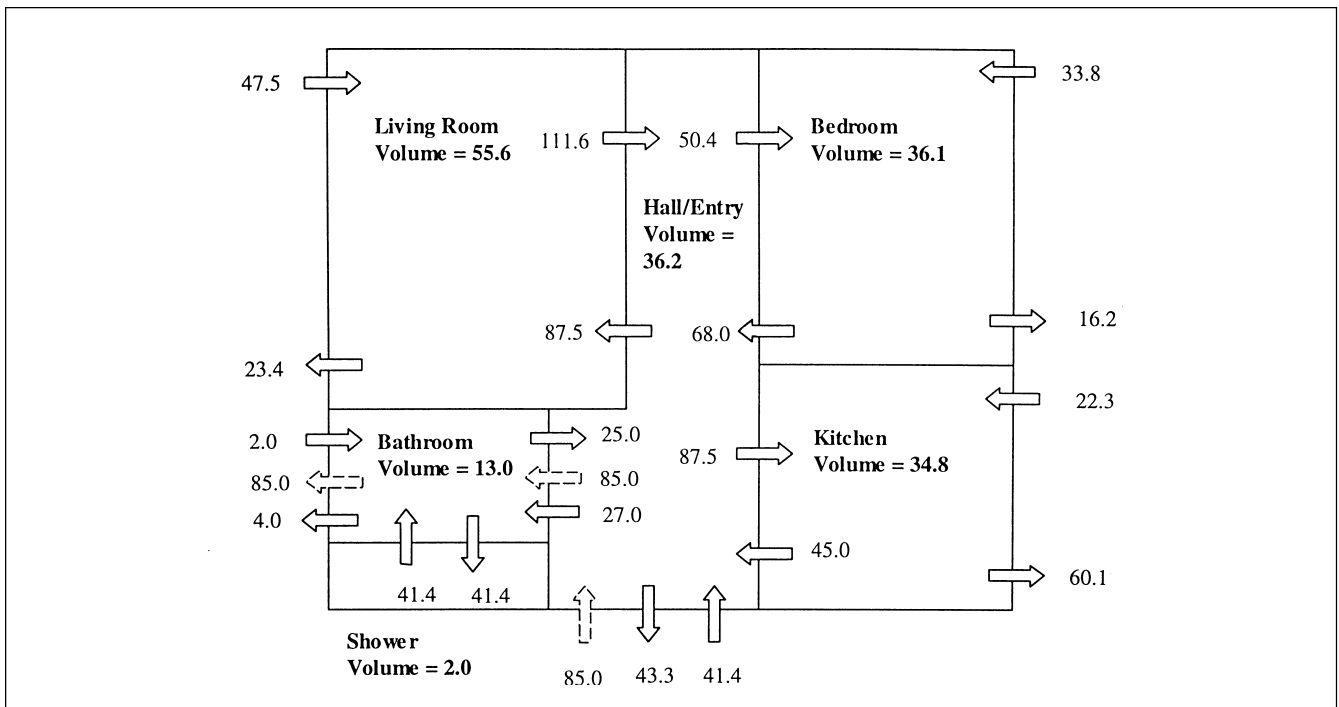 47.5
33.8
Living Room
Volume = 55.6
111.6
50.4
Bedroom
Volume = 36.1
Hall/Entry
Volume =
36.2
87.5
68.0
16.2
23.4
22.3
2.0
Bathroom
Volume = 13.0
25.0
87.5
Kitchen
Volume = 34.8
85.0
85.0
4.0
27.0
45.0
60.1
41.4
41.4
Shower
Volume = 2.0
85.0
43.3
41.4